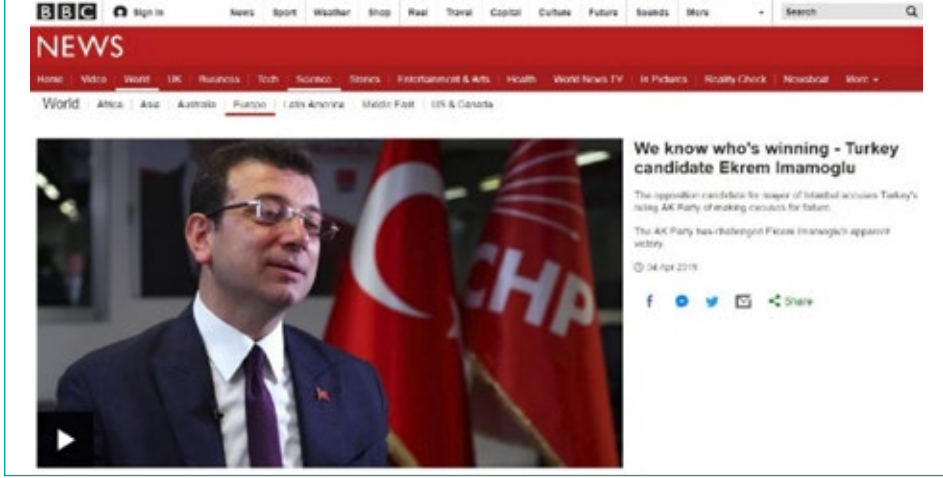 BBC Sign in News Sport Weather Shop Reel Travel Capital Culture Future Sounds More Search
NEWS
Home Video World UK Business Tech Science Stories Entertainment & Arts Health World News TV In Pictures Reality Check Newsbeat More
World Africa Asia Australia Europe Latin America Middle East US & Canada
CHP
We know who's winning - Turkey
candidate Ekrem Imamoglu
The opposition candidate for mayor of Istanbul accuses Turkey's
ruling AK Party of making excuses for failure.
The AK Party has challenged Ekrem Imamoglu's apparent
victory.
04 Apr 2019
Share